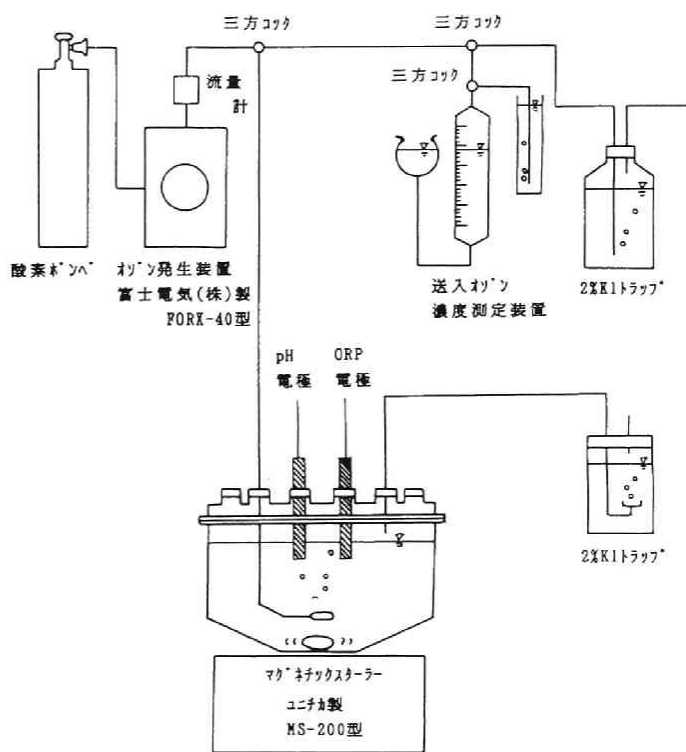 三方コック
三方コック
三方コック
流量
計
酸素ボンベ
オゾン発生装置
富士電気(株)製
FORX-40型
送入オゾン
濃度測定装置
2%KIトラップ
pH
電極
ORP
電極
2%KIトラップ
マグネチックスターラー
ユニチカ製
MS-200型